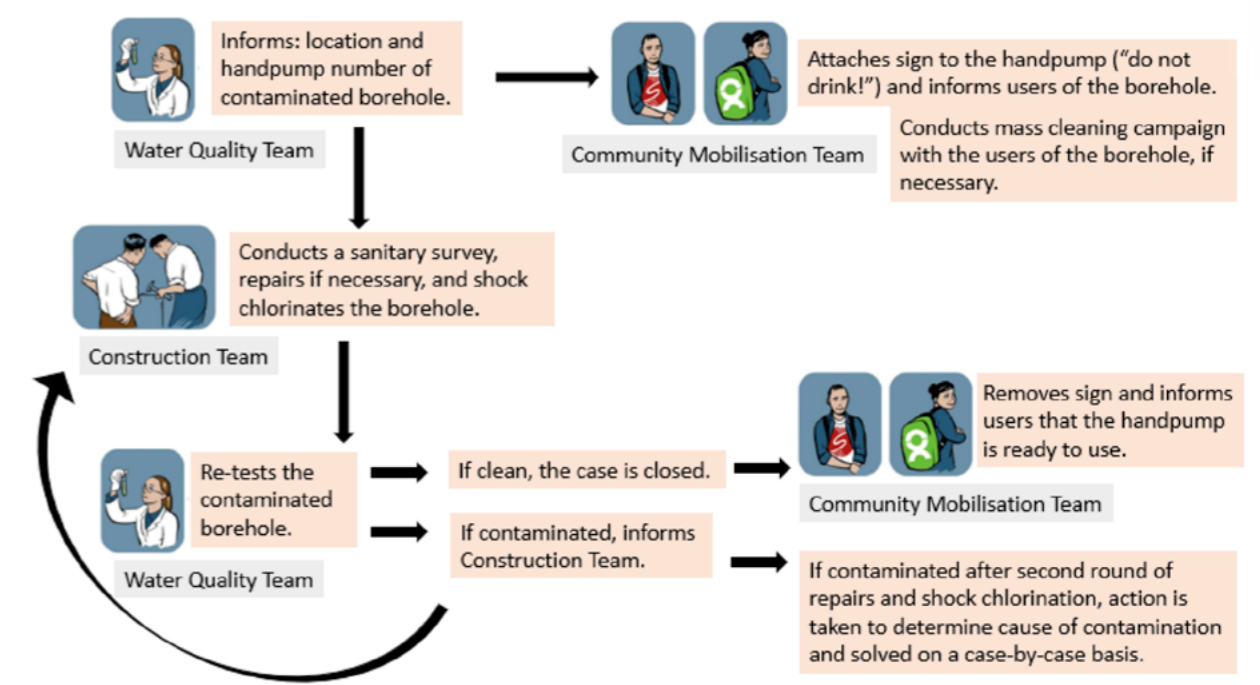 Informs: location and
handpump number of
contaminated borehole.
Water Quality Team
Attaches sign to the handpump (“do not
drink!”) and informs users of the borehole.
Conducts mass cleaning campaign
with the users of the borehole, if
necessary.
Community Mobilisation Team
Conducts a sanitary survey,
repairs if necessary, and shock
chlorinates the borehole.
Construction Team
Re-tests the
contaminated
borehole.
Water Quality Team
If clean, the case is closed.
Removes sign and informs
users that the handpump
is ready to use.
Community Mobilisation Team
If contaminated, informs
Construction Team.
If contaminated after second round of
repairs and shock chlorination, action is
taken to determine cause of contamination
and solved on a case-by-case basis.